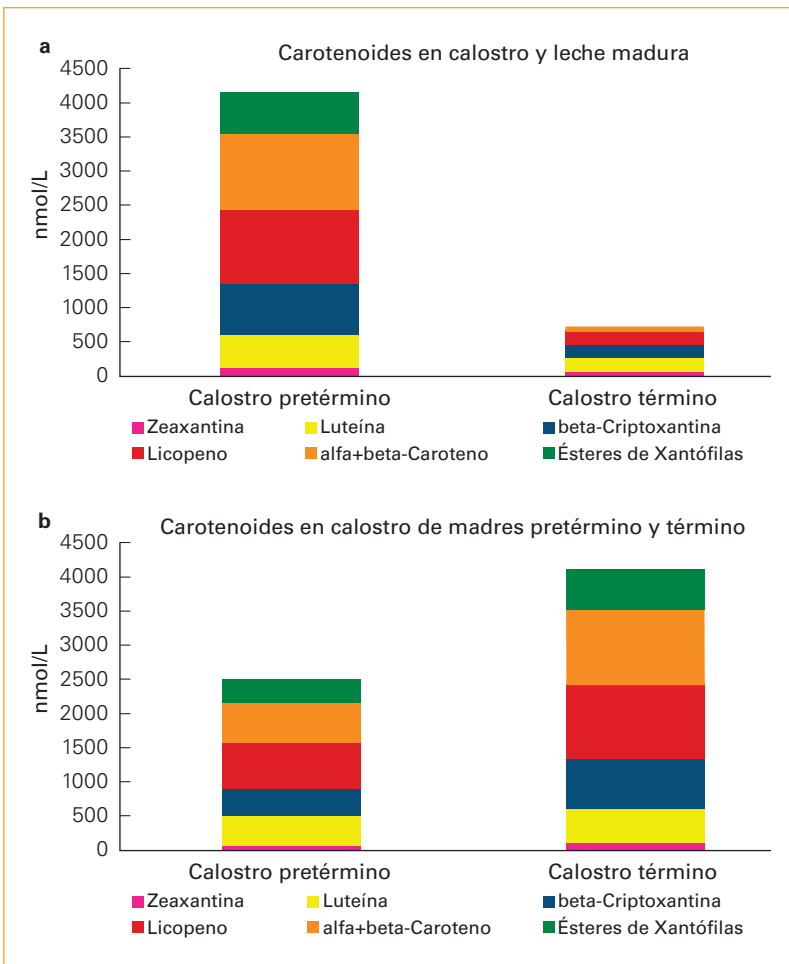 a
Carotenoides en calostro y leche madura
4500
4000
3500
3000
2500
2000
1500
1000
500
0
nmol/L
Calostro pretérmino Calostro término
Zeaxantina Luteína beta-Criptoxantina
Licopeno alfa+beta-Caroteno Ésteres de Xantófilas
b
Carotenoides en calostro de madres pretérmino y término
4500
4000
3500
3000
2500
2000
1500
1000
500
0
nmol/L
Calostro pretérmino Calostro término
Zeaxantina Luteína beta-Criptoxantina
Licopeno alfa+beta-Caroteno Ésteres de Xantófilas